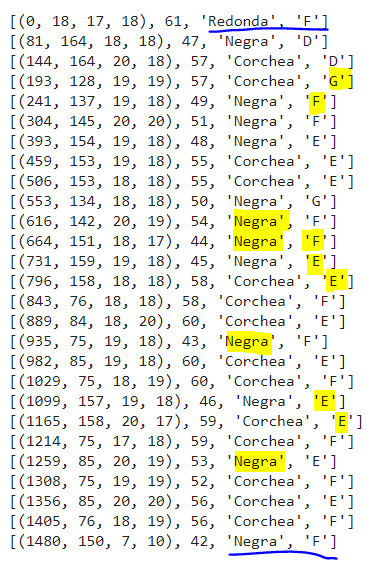 [(0, 18, 17, 18), 61, 'Redonda', 'F']
[(81, 164, 18, 18), 47, 'Negra', 'D']
[(144, 164, 20, 18), 57, 'Corchea', 'D']
[(193, 128, 19, 19), 57, 'Corchea', 'G']
[(241, 137, 19, 18), 49, 'Negra', 'F']
[(304, 145, 20, 20), 51, 'Negra', 'F']
[(393, 154, 19, 18), 48, 'Negra', 'E']
[(459, 153, 19, 18), 55, 'Corchea', 'E']
[(506, 153, 18, 18), 55, 'Corchea', 'E']
[(553, 134, 18, 18), 50, 'Negra', 'G']
[(616, 142, 20, 19), 54, 'Negra', 'F']
[(664, 151, 18, 17), 44, 'Negra', 'F']
[(731, 159, 19, 18), 45, 'Negra', 'E']
[(796, 158, 18, 18), 58, 'Corchea', 'E']
[(843, 76, 18, 18), 58, 'Corchea', 'F']
[(889, 84, 18, 20), 60, 'Corchea', 'E']
[(935, 75, 19, 18), 43, 'Negra', 'F']
[(982, 85, 19, 18), 60, 'Corchea', 'E']
[(1029, 75, 18, 19), 60, 'Corchea', 'F']
[(1099, 157, 19, 18), 46, 'Negra', 'E']
[(1165, 158, 20, 17), 59, 'Corchea', 'E']
[(1214, 75, 17, 18), 59, 'Corchea', 'F']
[(1259, 85, 20, 19), 53, 'Negra', 'E']
[(1308, 75, 19, 19), 52, 'Corchea', 'F']
[(1356, 85, 20, 20), 56, 'Corchea', 'E']
[(1405, 76, 18, 19), 56, 'Corchea', 'F']
[(1480, 150, 7, 10), 42, 'Negra', 'F']